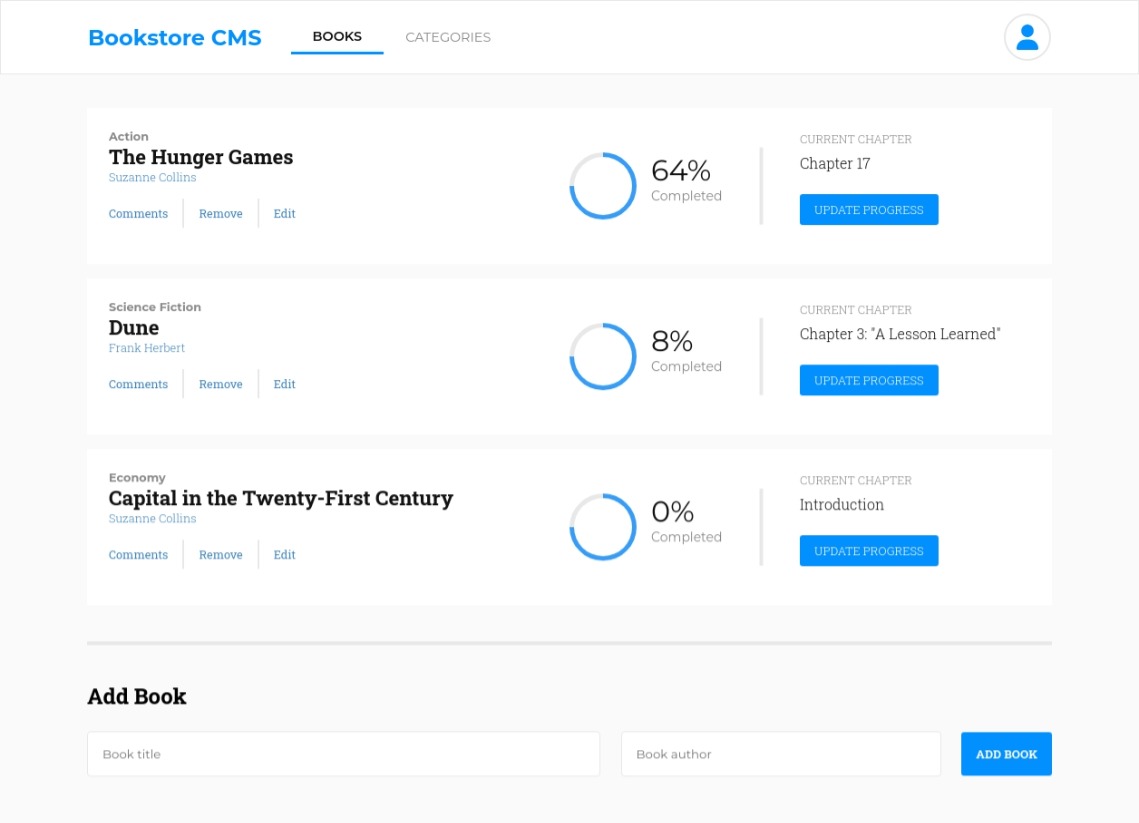 Bookstore CMS
BOOKS
CATEGORIES
Action
The Hunger Games
Suzanne Collins
Comments
Remove
Edit
64%
Completed
CURRENT CHAPTER
Chapter 17
UPDATE PROGRESS
Science Fiction
Dune
Frank Herbert
Comments
Remove
Edit
8%
Completed
CURRENT CHAPTER
Chapter 3: "A Lesson Learned"
UPDATE PROGRESS
Economy
Capital in the Twenty-First Century
Suzanne Collins
Comments
Remove
Edit
0%
Completed
CURRENT CHAPTER
Introduction
UPDATE PROGRESS
Add Book
Book title
Book author
ADD BOOK